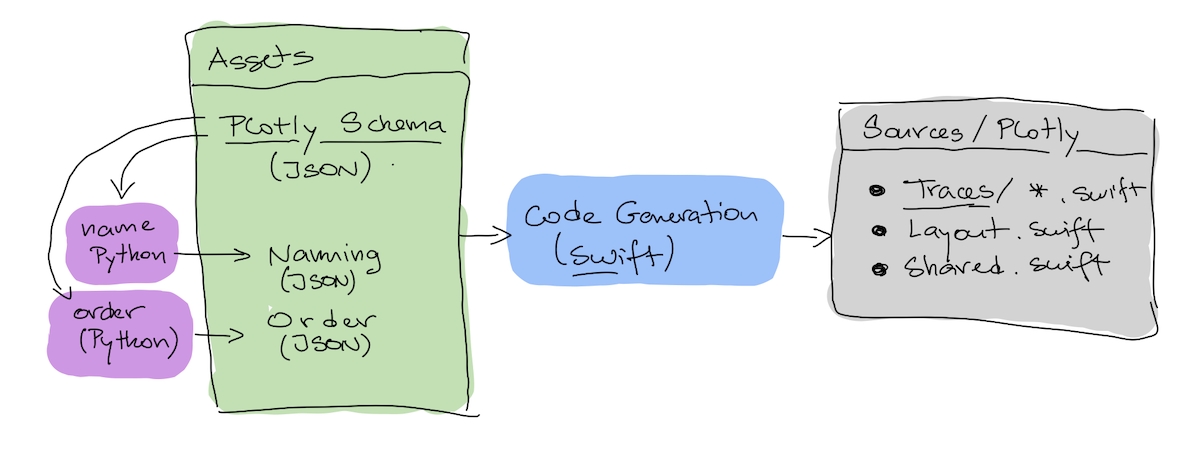 Assets
Plotly Schema
(JSON)
name
Python
Naming
(JSON)
order
(Python)
Order
(JSON)
Code Generation
(Swift)
Sources / Plotly
Traces / * .swift
Layout.swift
Shared.swift